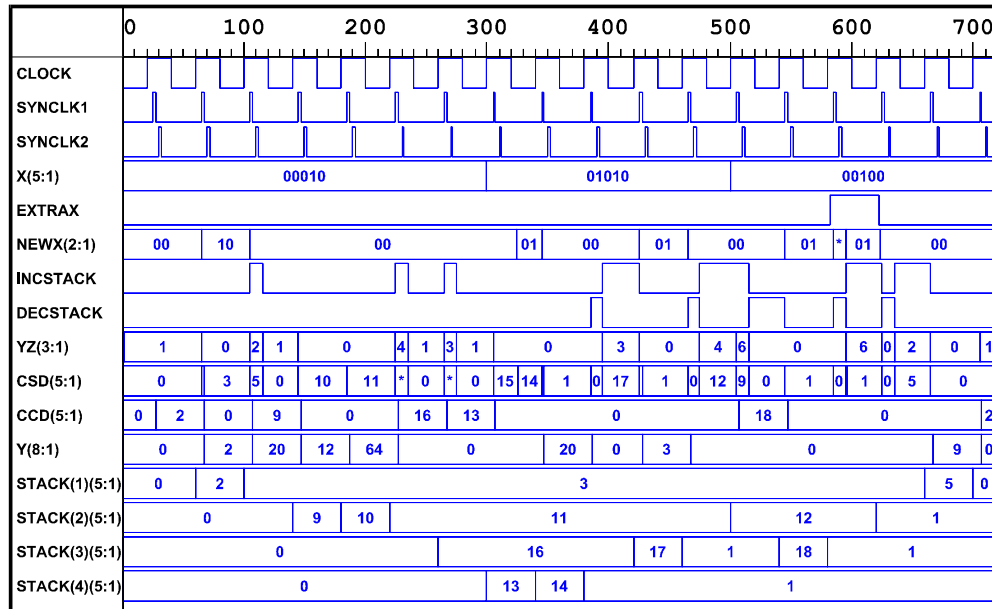 0 100 200 300 400 500 600 700
CLOCK
SYNCLK1
SYNCLK2
X(5:1) 00010 01010 00100
EXTRAX
NEWX(2:1) 00 10 00 01 00 01 00 01 * 01 00
INCSTACK
DECSTACK
YZ(3:1) 1 0 2 1 0 4 1 3 1 0 3 0 4 6 0 6 0 2 0 1
CSD(5:1) 0 3 5 0 10 11 * 0 * 0 15 14 1 0 17 1 0 12 9 0 1 0 1 0 5 0
CCD(5:1) 0 2 0 9 0 16 13 0 18 0 2
Y(8:1) 0 2 20 12 64 0 20 0 3 0 9 0
STACK(1)(5:1) 0 2 3 5 0
STACK(2)(5:1) 0 9 10 11 12 1
STACK(3)(5:1) 0 16 17 1 18 1
STACK(4)(5:1) 0 13 14 1